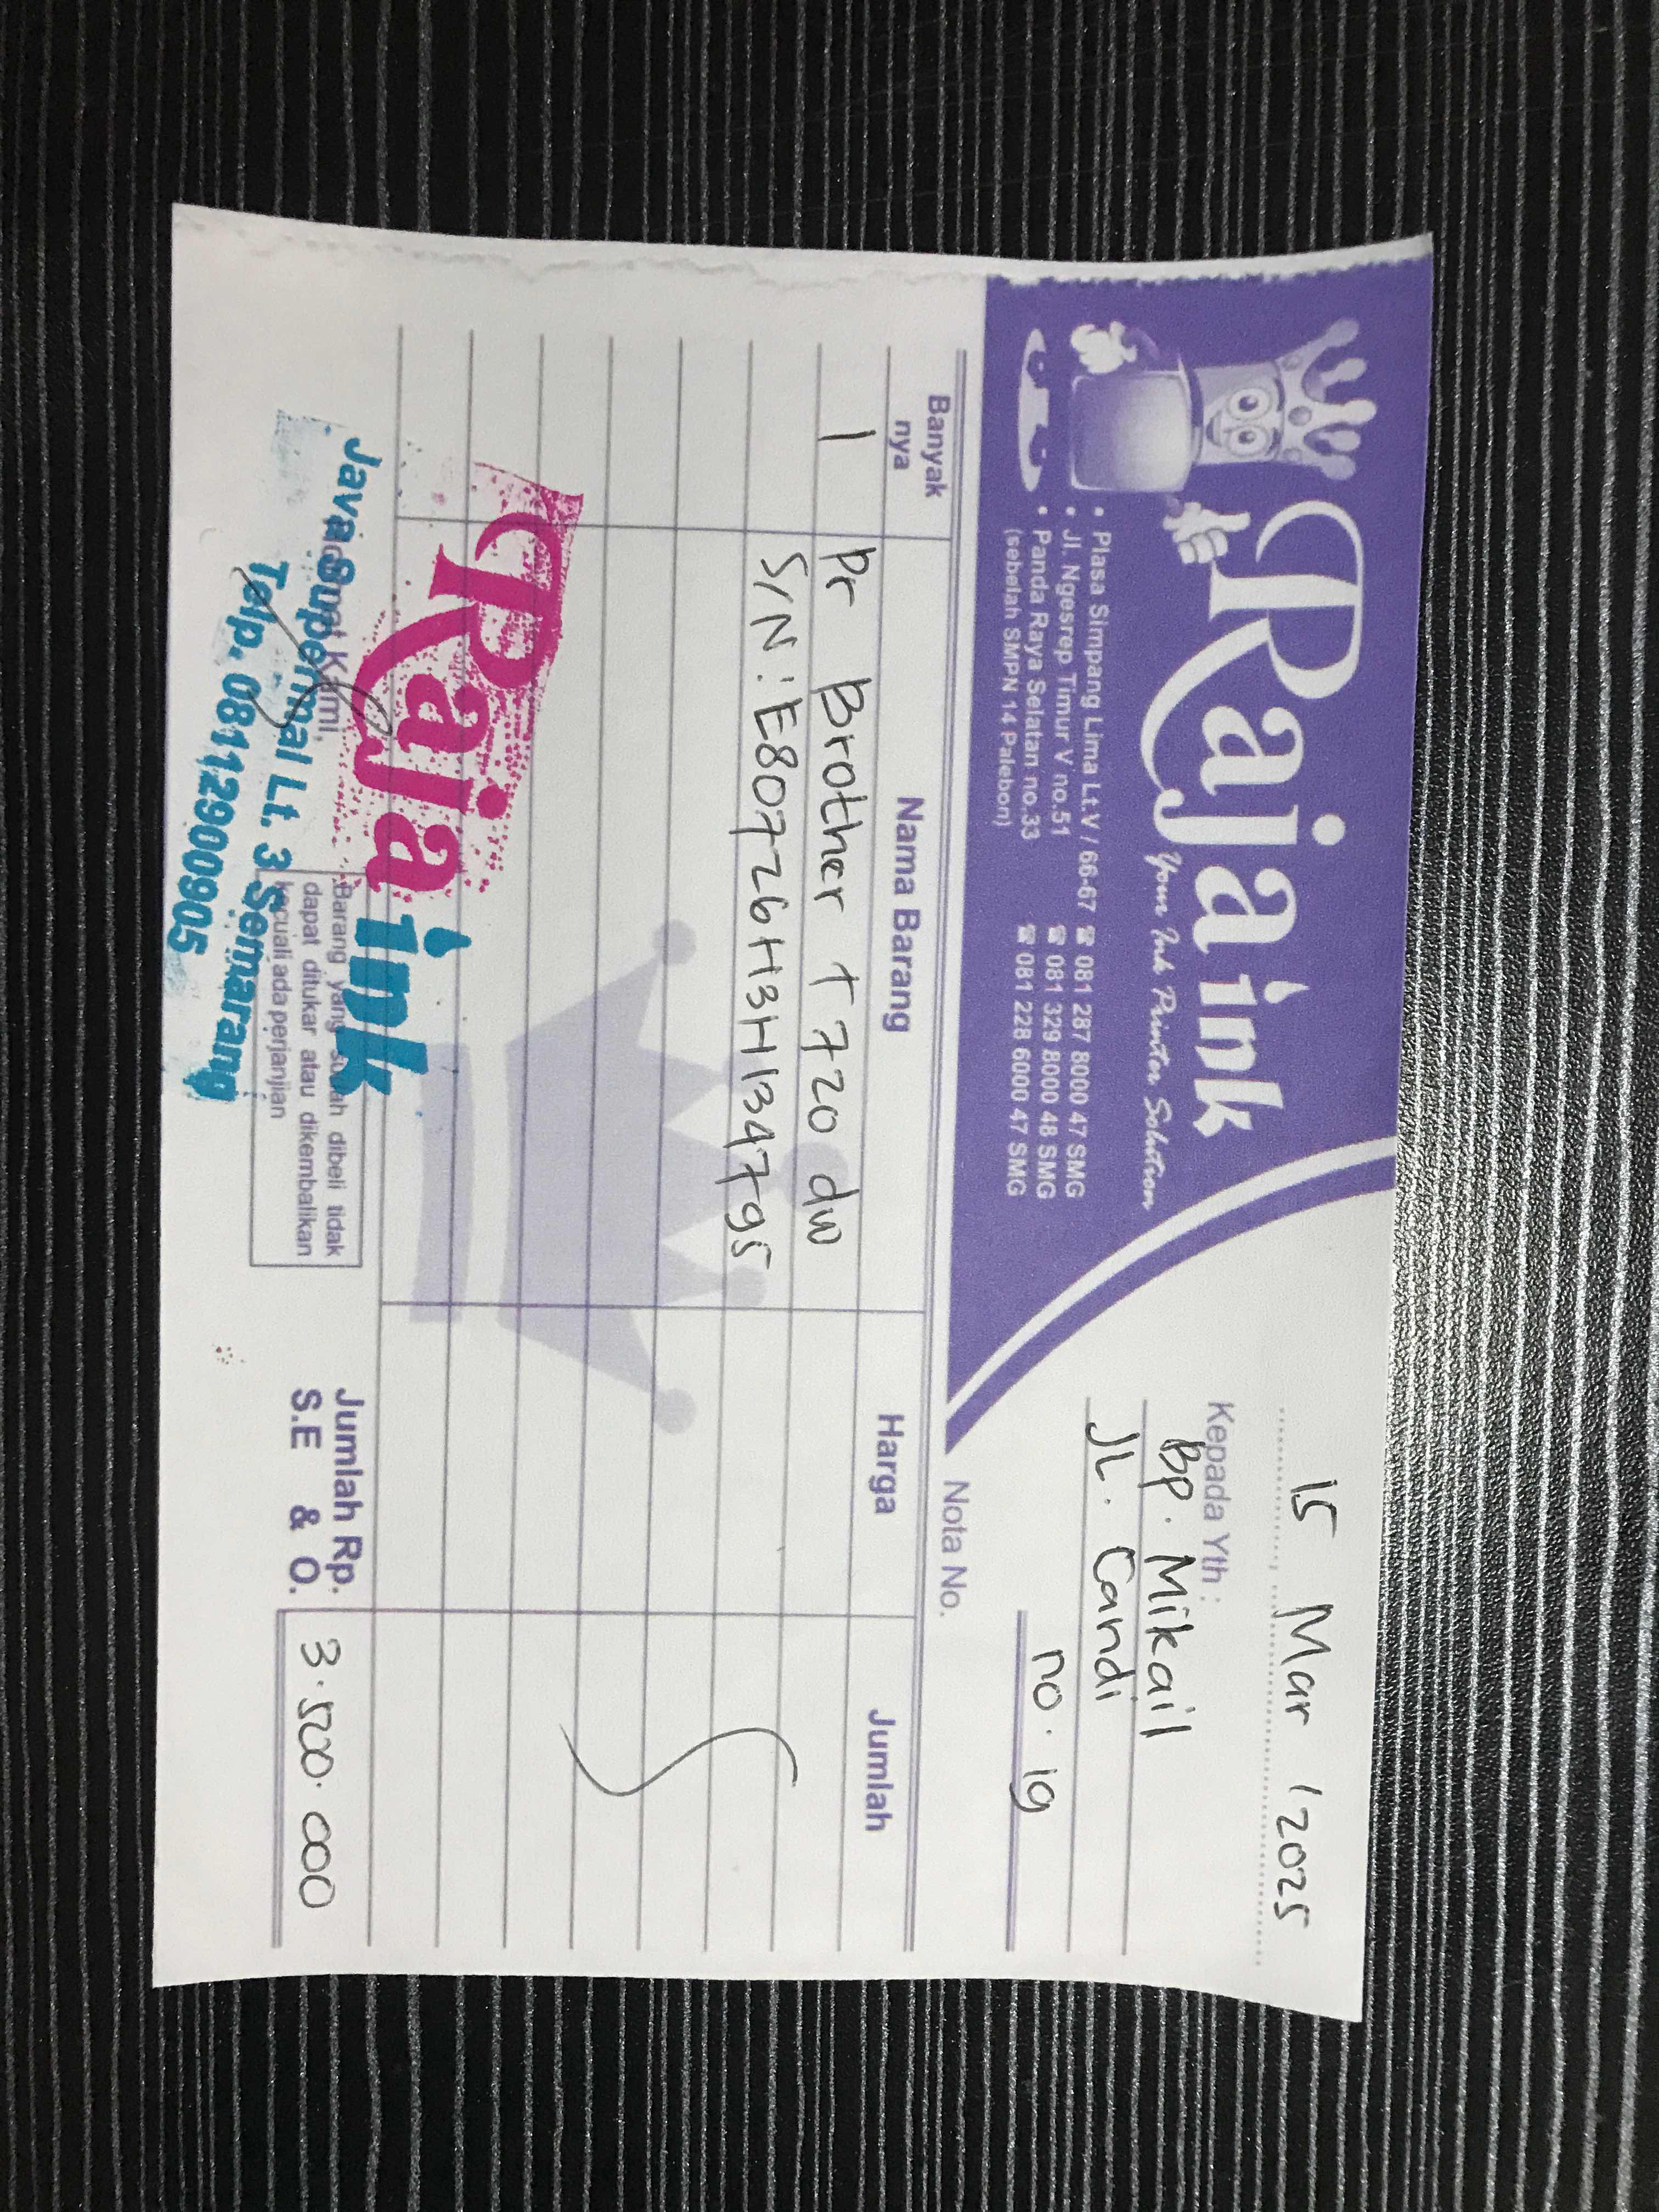 Raja ink
Your Ink Printer Solution
• Plasa Simpang Lima Lt.V / 66-67 ☎ 081 287 8000 47 SMG
• Jl. Ngesrep Timur V no.51 ☎ 081 329 8000 48 SMG
• Panda Raya Selatan no.33 ☎ 081 228 6000 47 SMG
(sebelah SMPN 14 Palebon)
15 Mar / 2025
Kepada Yth :
Bp. Mikail
JL. Candi
no. 19
Nota No.
Banyak nya Nama Barang Harga Jumlah
1 Pr Brother T 720 dw
S/N : E80726H3H134795
Raja ink
Java Supermal Lt. 3 Semarang
Telp. 08112900905
Kami,
Barang yang sudah dibeli tidak
dapat ditukar atau dikembalikan
kecuali ada perjanjian
Jumlah Rp. 3.520.000
S.E & O.